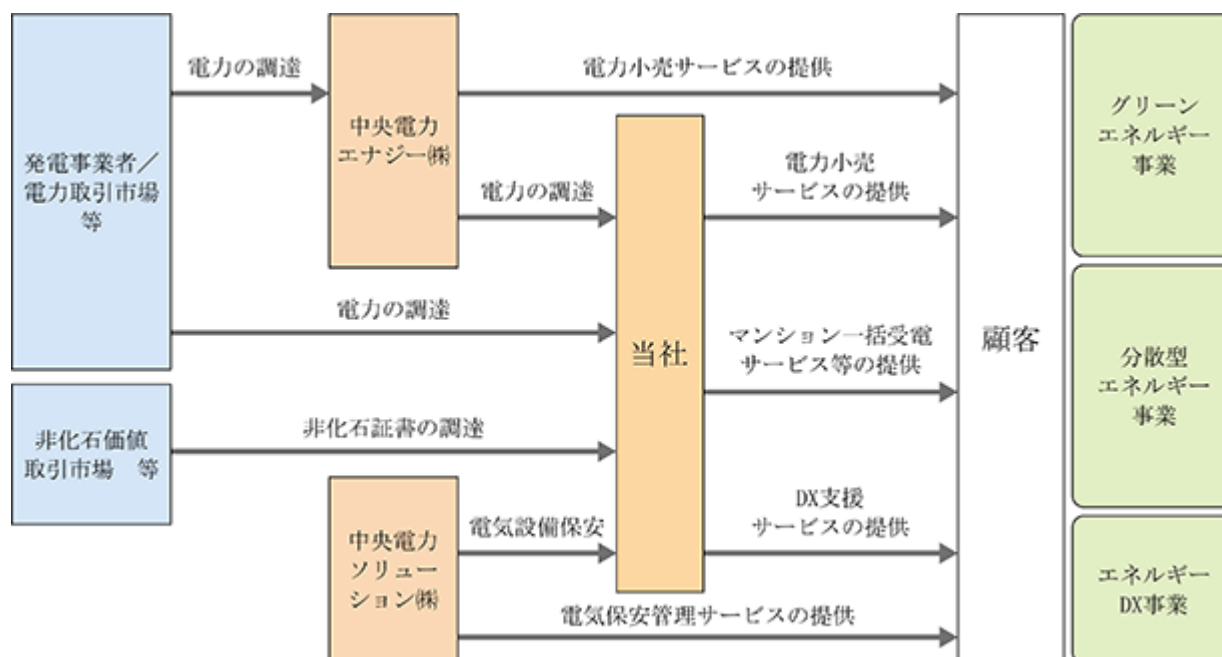 電力の調達
電力小売サービスの提供
グリーン
エネルギー
事業
中央電力
エナジー㈱
発電事業者／
電力取引市場
等
電力の調達
電力小売
サービスの提供
電力の調達
当社
マンション一括受電
サービス等の提供
顧客
分散型
エネルギー
事業
非化石価値
取引市場　等
非化石証書の調達
中央電力
ソリュー
ション㈱
電気設備保安
DX支援
サービスの提供
エネルギー
DX事業
電気保安管理サービスの提供